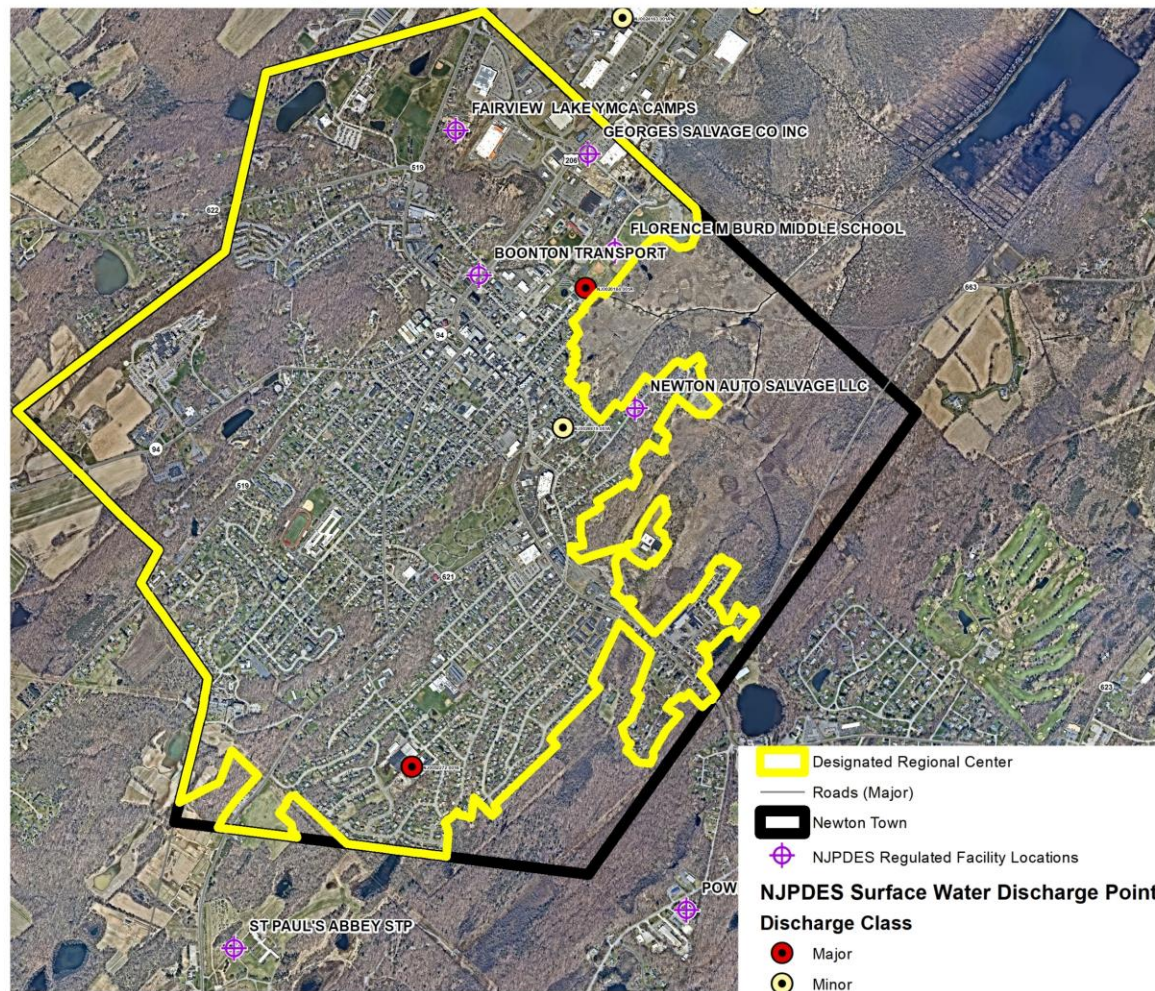 FAIRVIEW LAKE YMCA CAMPS
GEORGES SALVAGE CO INC
206
519
622
FLORENCE M BURD MIDDLE SCHOOL
BOONTON TRANSPORT
663
94
NEWTON AUTO SALVAGE LLC
94
519
621
623
Designated Regional Center
Roads (Major)
Newton Town
NJPDES Regulated Facility Locations
NJPDES Surface Water Discharge Point
Discharge Class
Major
Minor
POW
ST PAUL'S ABBEY STP